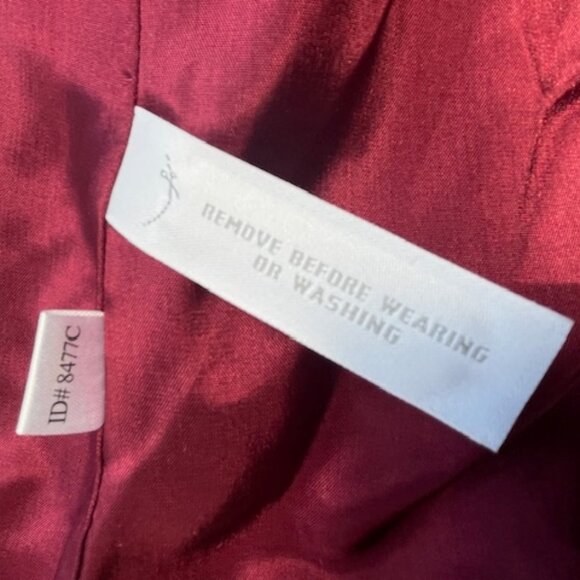 REMOVE BEFORE WEARING
OR WASHING
ID# 8477C